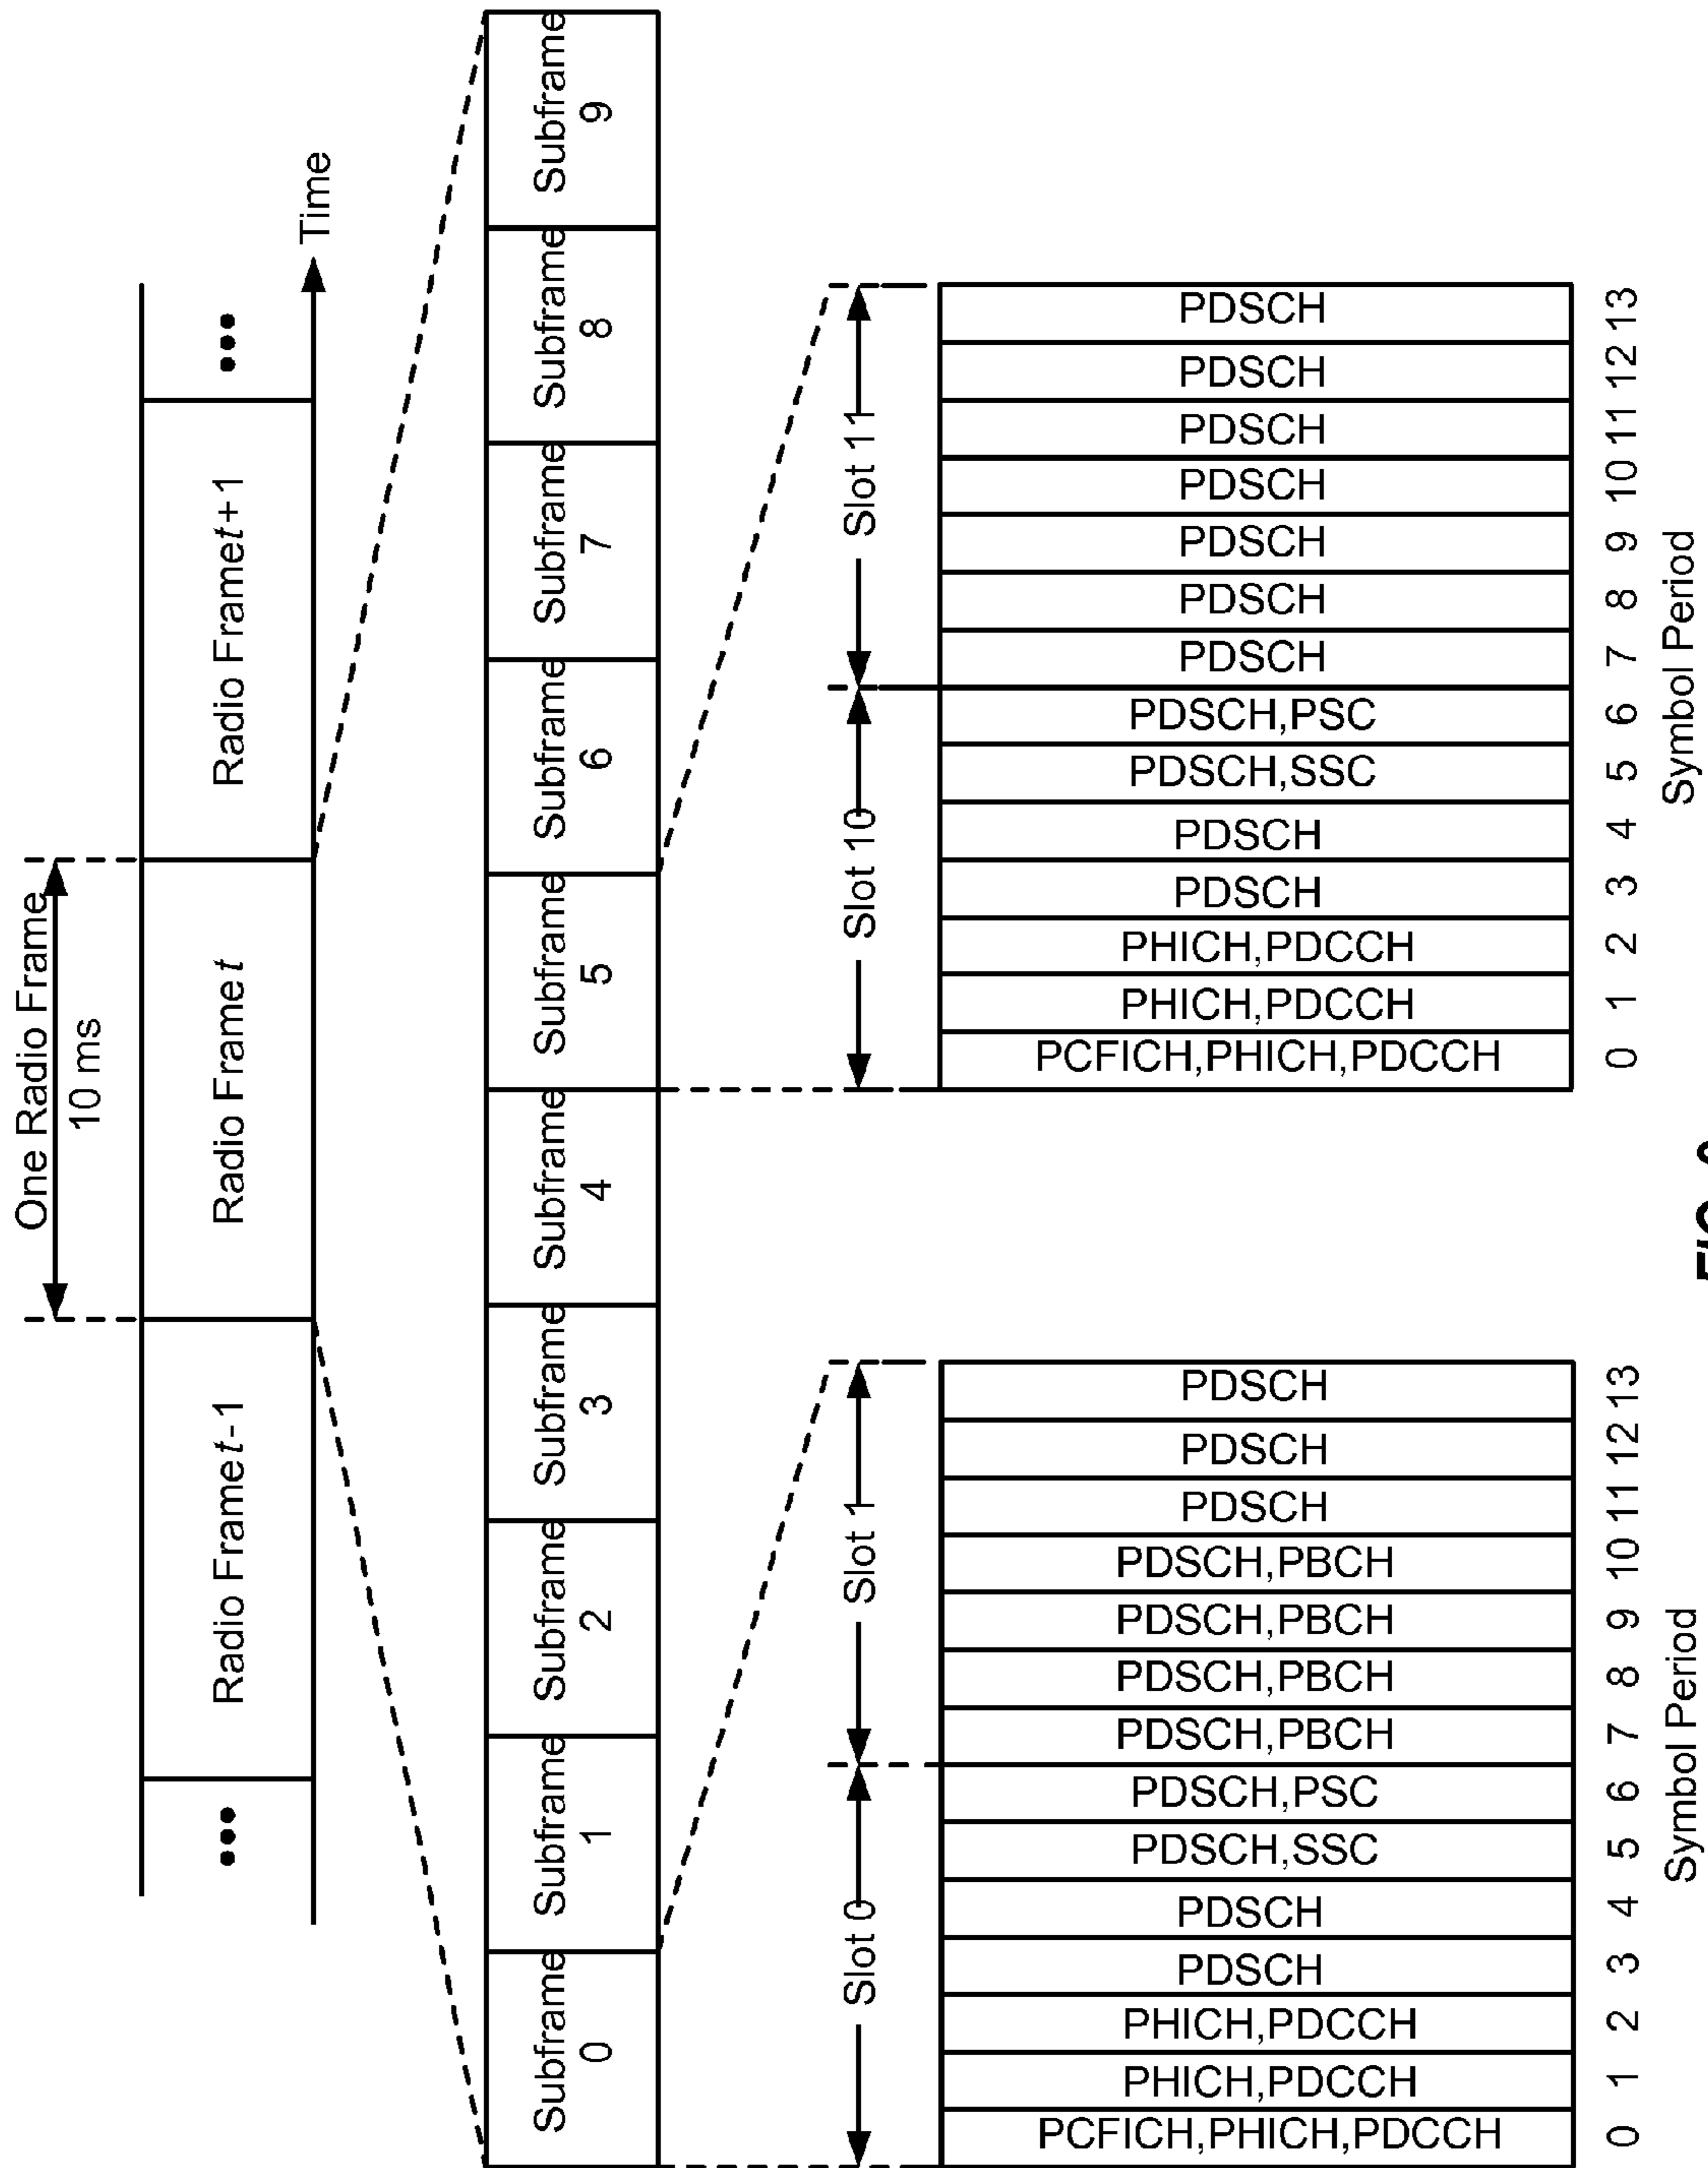 One Radio Frame
10 ms
Radio Frame t-1
Radio Frame t
Radio Frame t+1
Time
Subframe
0
Subframe
1
Subframe
2
Subframe
3
Subframe
4
Subframe
5
Subframe
6
Subframe
7
Subframe
8
Subframe
9
Slot 0
Slot 1
PCFICH,PHICH,PDCCH
PHICH,PDCCH
PHICH,PDCCH
PDSCH
PDSCH
PDSCH,SSC
PDSCH,PSC
PDSCH,PBCH
PDSCH,PBCH
PDSCH,PBCH
PDSCH,PBCH
PDSCH
PDSCH
PDSCH
0 1 2 3 4 5 6 7 8 9 10 11 12 13
Symbol Period
Slot 10
Slot 11
PCFICH,PHICH,PDCCH
PHICH,PDCCH
PHICH,PDCCH
PDSCH
PDSCH
PDSCH,SSC
PDSCH,PSC
PDSCH
PDSCH
PDSCH
PDSCH
PDSCH
PDSCH
PDSCH
0 1 2 3 4 5 6 7 8 9 10 11 12 13
Symbol Period